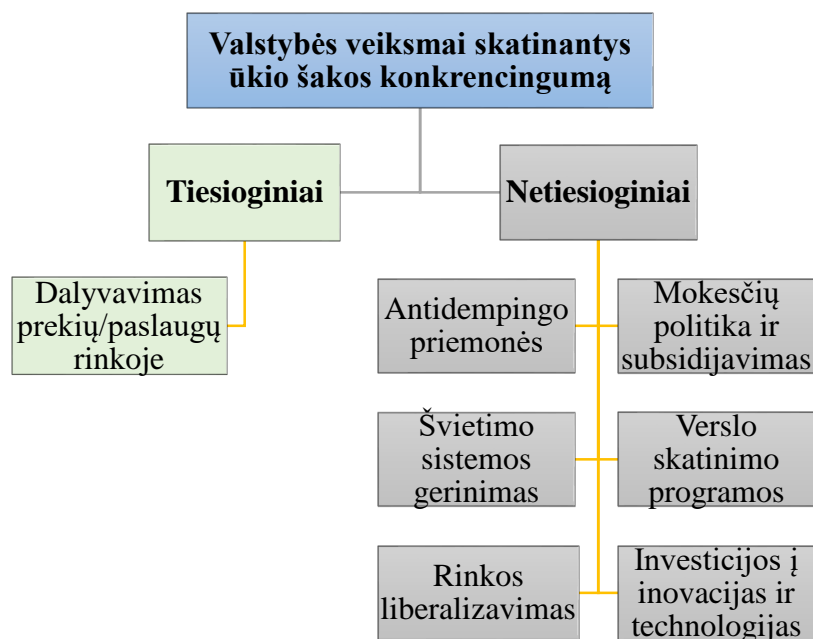 Valstybės veiksmai skatinantys
ūkio šakos konkrencingumą
Tiesioginiai
Netiesioginiai
Dalyvavimas
prekių/paslaugų
rinkoje
Antidempingo
priemonės
Mokesčių
politika ir
subsidijavimas
Švietimo
sistemos
gerinimas
Verslo
skatinimo
programos
Rinkos
liberalizavimas
Investicijos į
inovacijas ir
technologijas